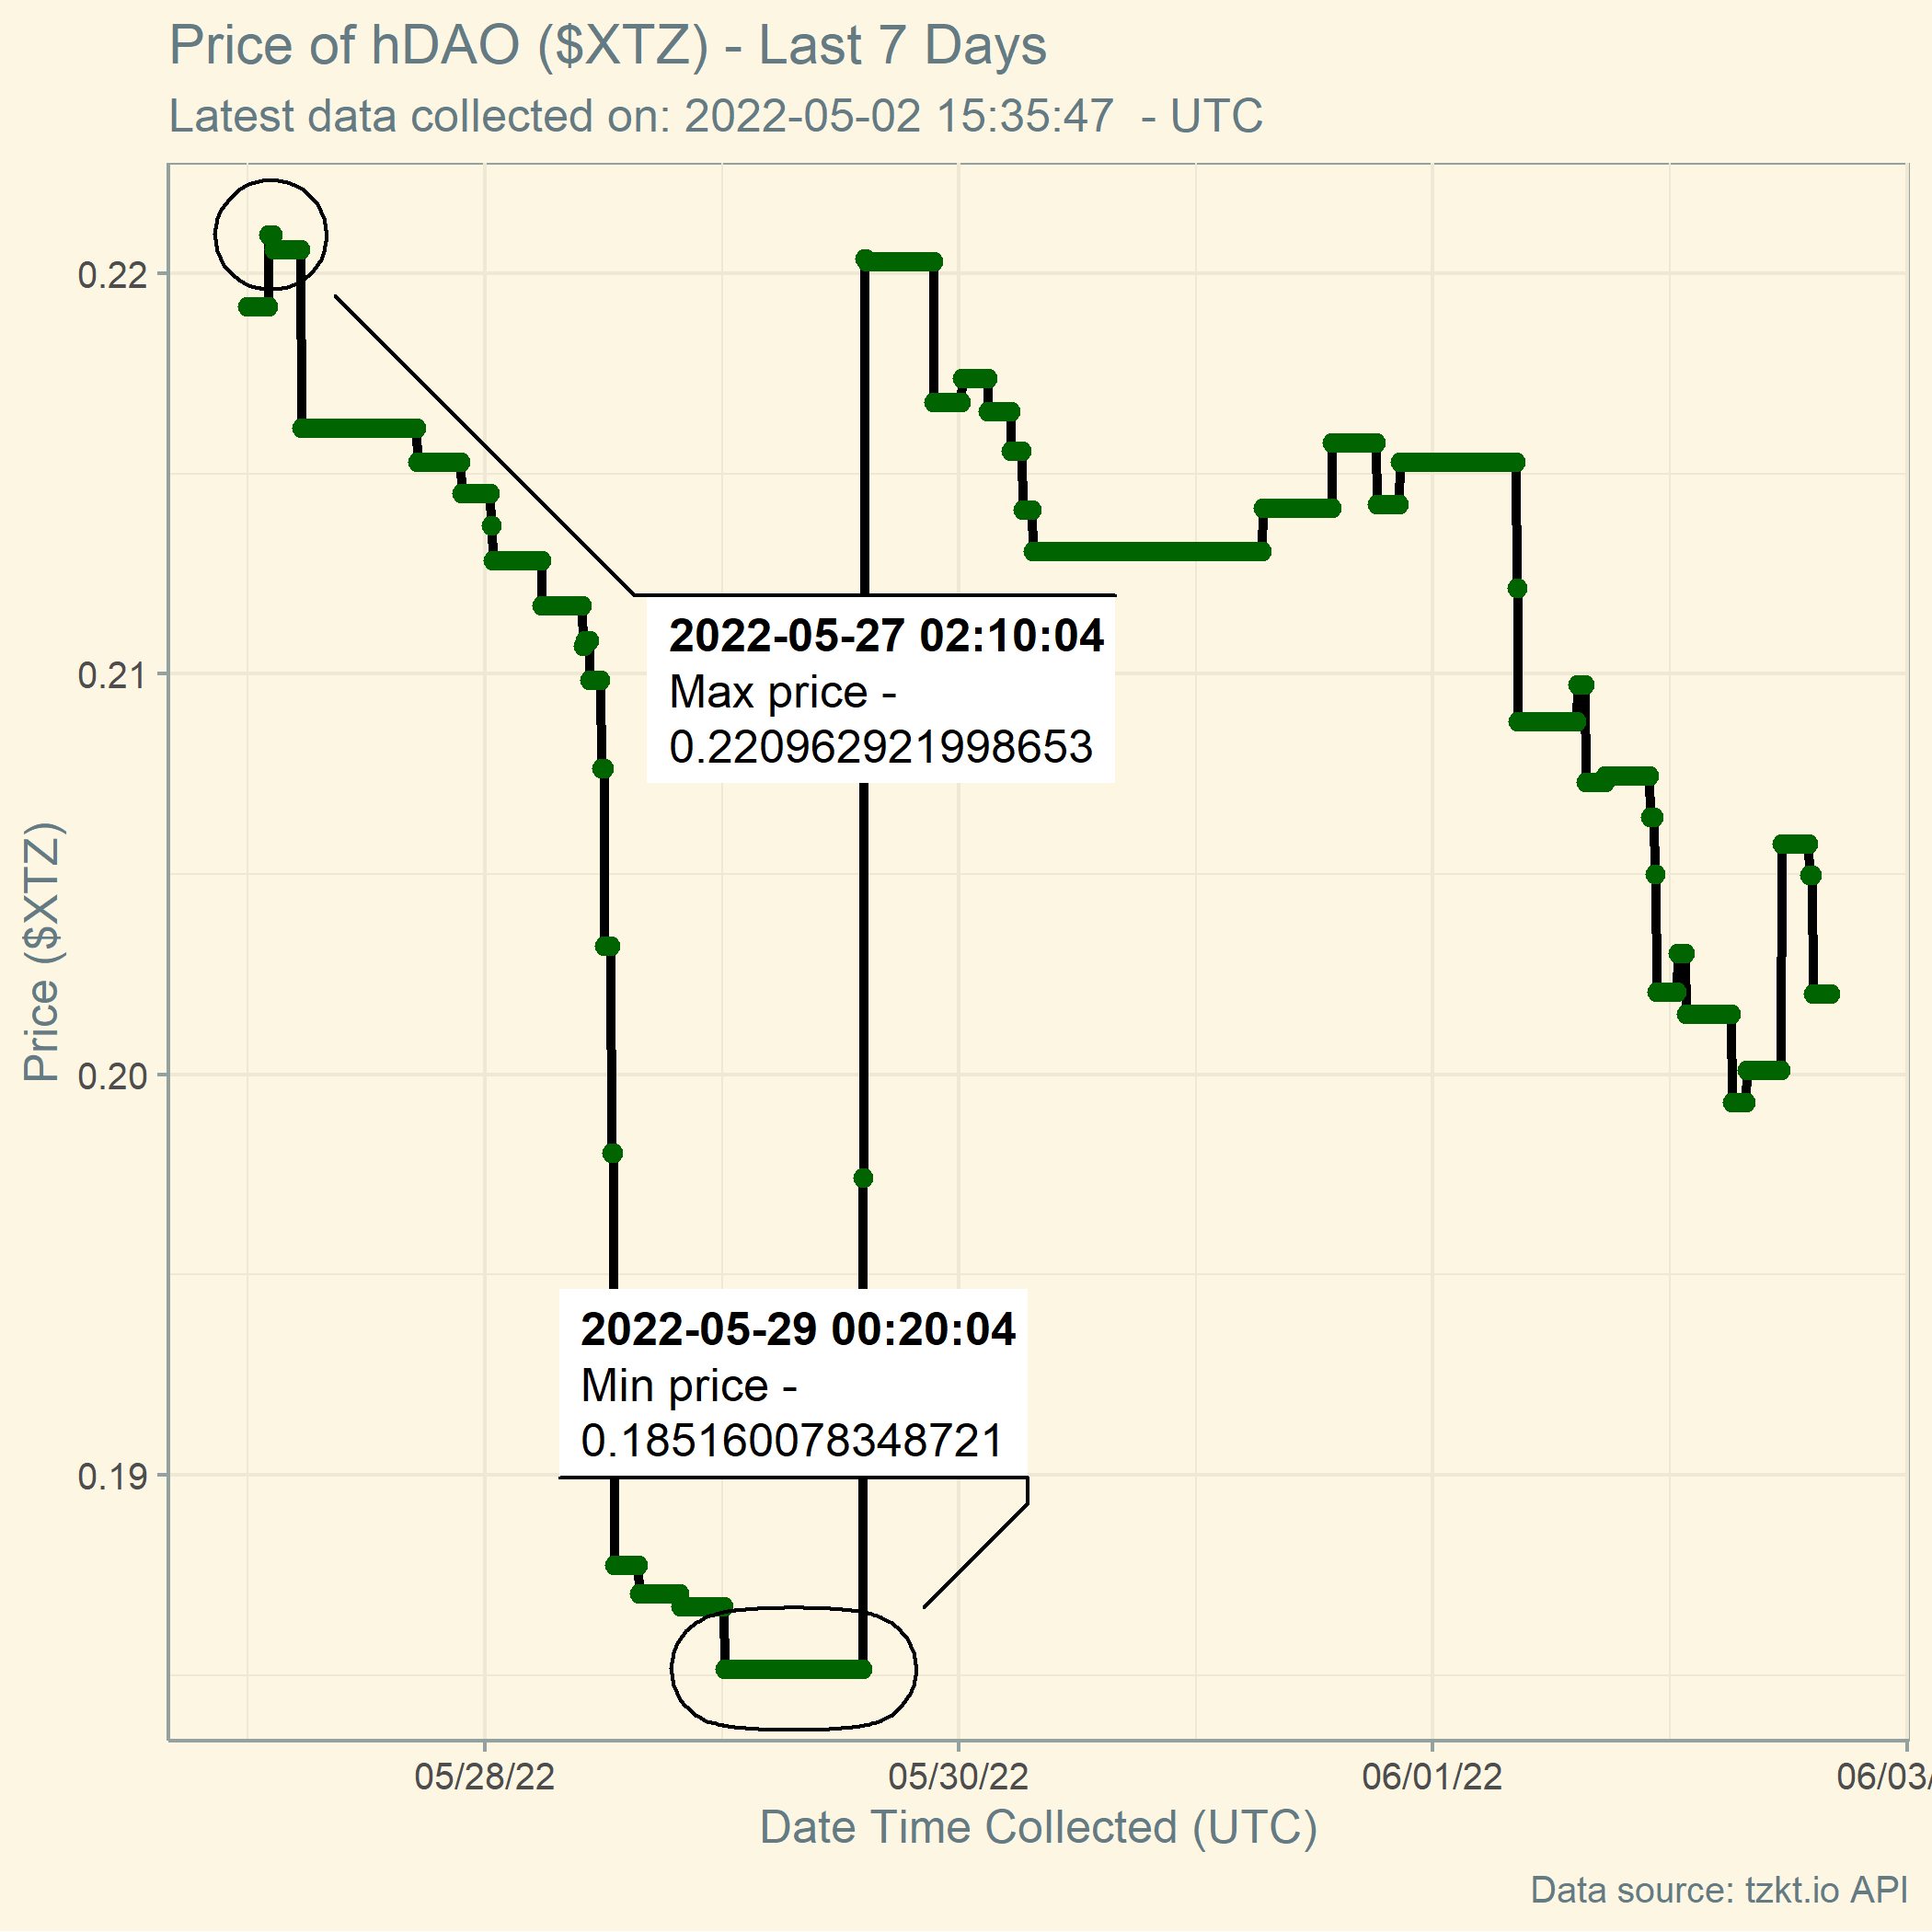 Price of hDAO ($XTZ) - Last 7 Days
Latest data collected on: 2022-05-02 15:35:47  - UTC
0.22
0.21
0.20
0.19
Price ($XTZ)
2022-05-27 02:10:04
Max price -
0.220962921998653
2022-05-29 00:20:04
Min price -
0.185160078348721
05/28/22
05/30/22
06/01/22
06/03/
Date Time Collected (UTC)
Data source: tzkt.io API